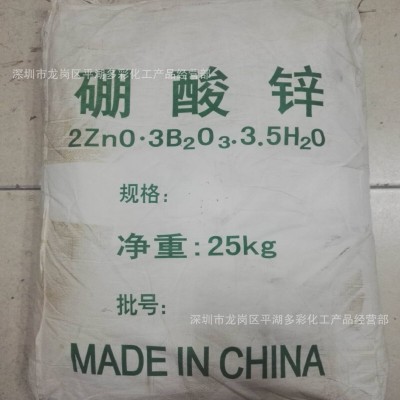 深圳市龙岗区平湖多彩化工产品经营部
硼酸锌
2ZnO·3B₂O₃.3.5H₂O
规格:
净重:25kg
批号:
深圳市龙岗区平湖多彩化工产品经营部
MADE IN CHINA